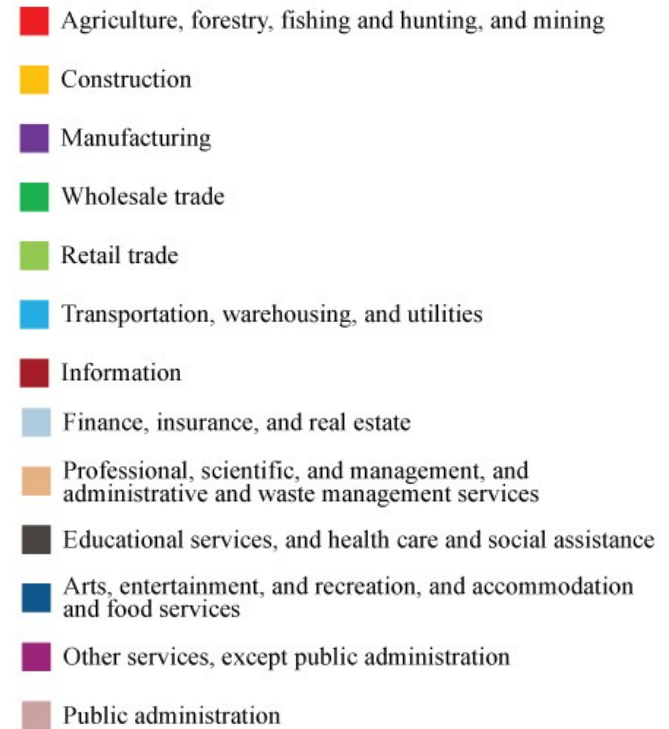 Agriculture, forestry, fishing and hunting, and mining
Construction
Manufacturing
Wholesale trade
Retail trade
Transportation, warehousing, and utilities
Information
Finance, insurance, and real estate
Professional, scientific, and management, and
administrative and waste management services
Educational services, and health care and social assistance
Arts, entertainment, and recreation, and accommodation
and food services
Other services, except public administration
Public administration